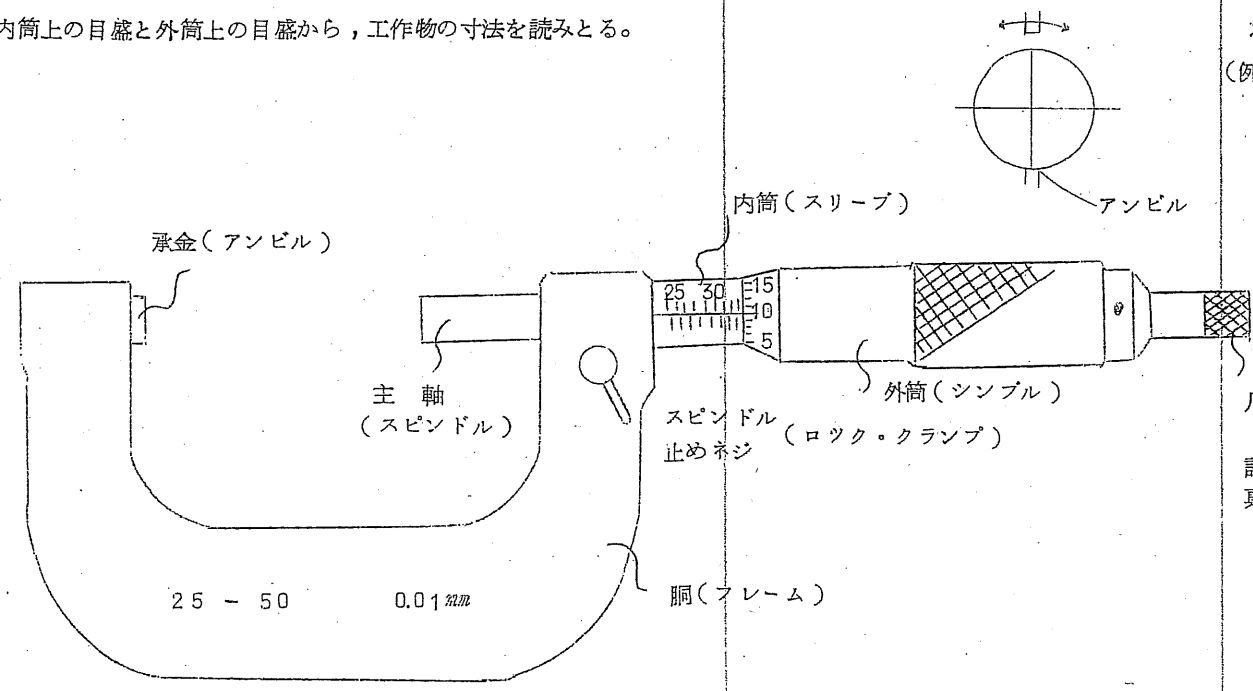 内筒上の目盛と外筒上の目盛から,工作物の寸法を読みとる。
(例
アンビル
内筒(スリーブ)
承金(アンビル)
25 30
15
10
5
主軸
(スピンドル)
外筒(シンブル)
スピンドル
止めネジ
(ロック・クランプ)
胴(フレーム)
25 - 50 0.01mm